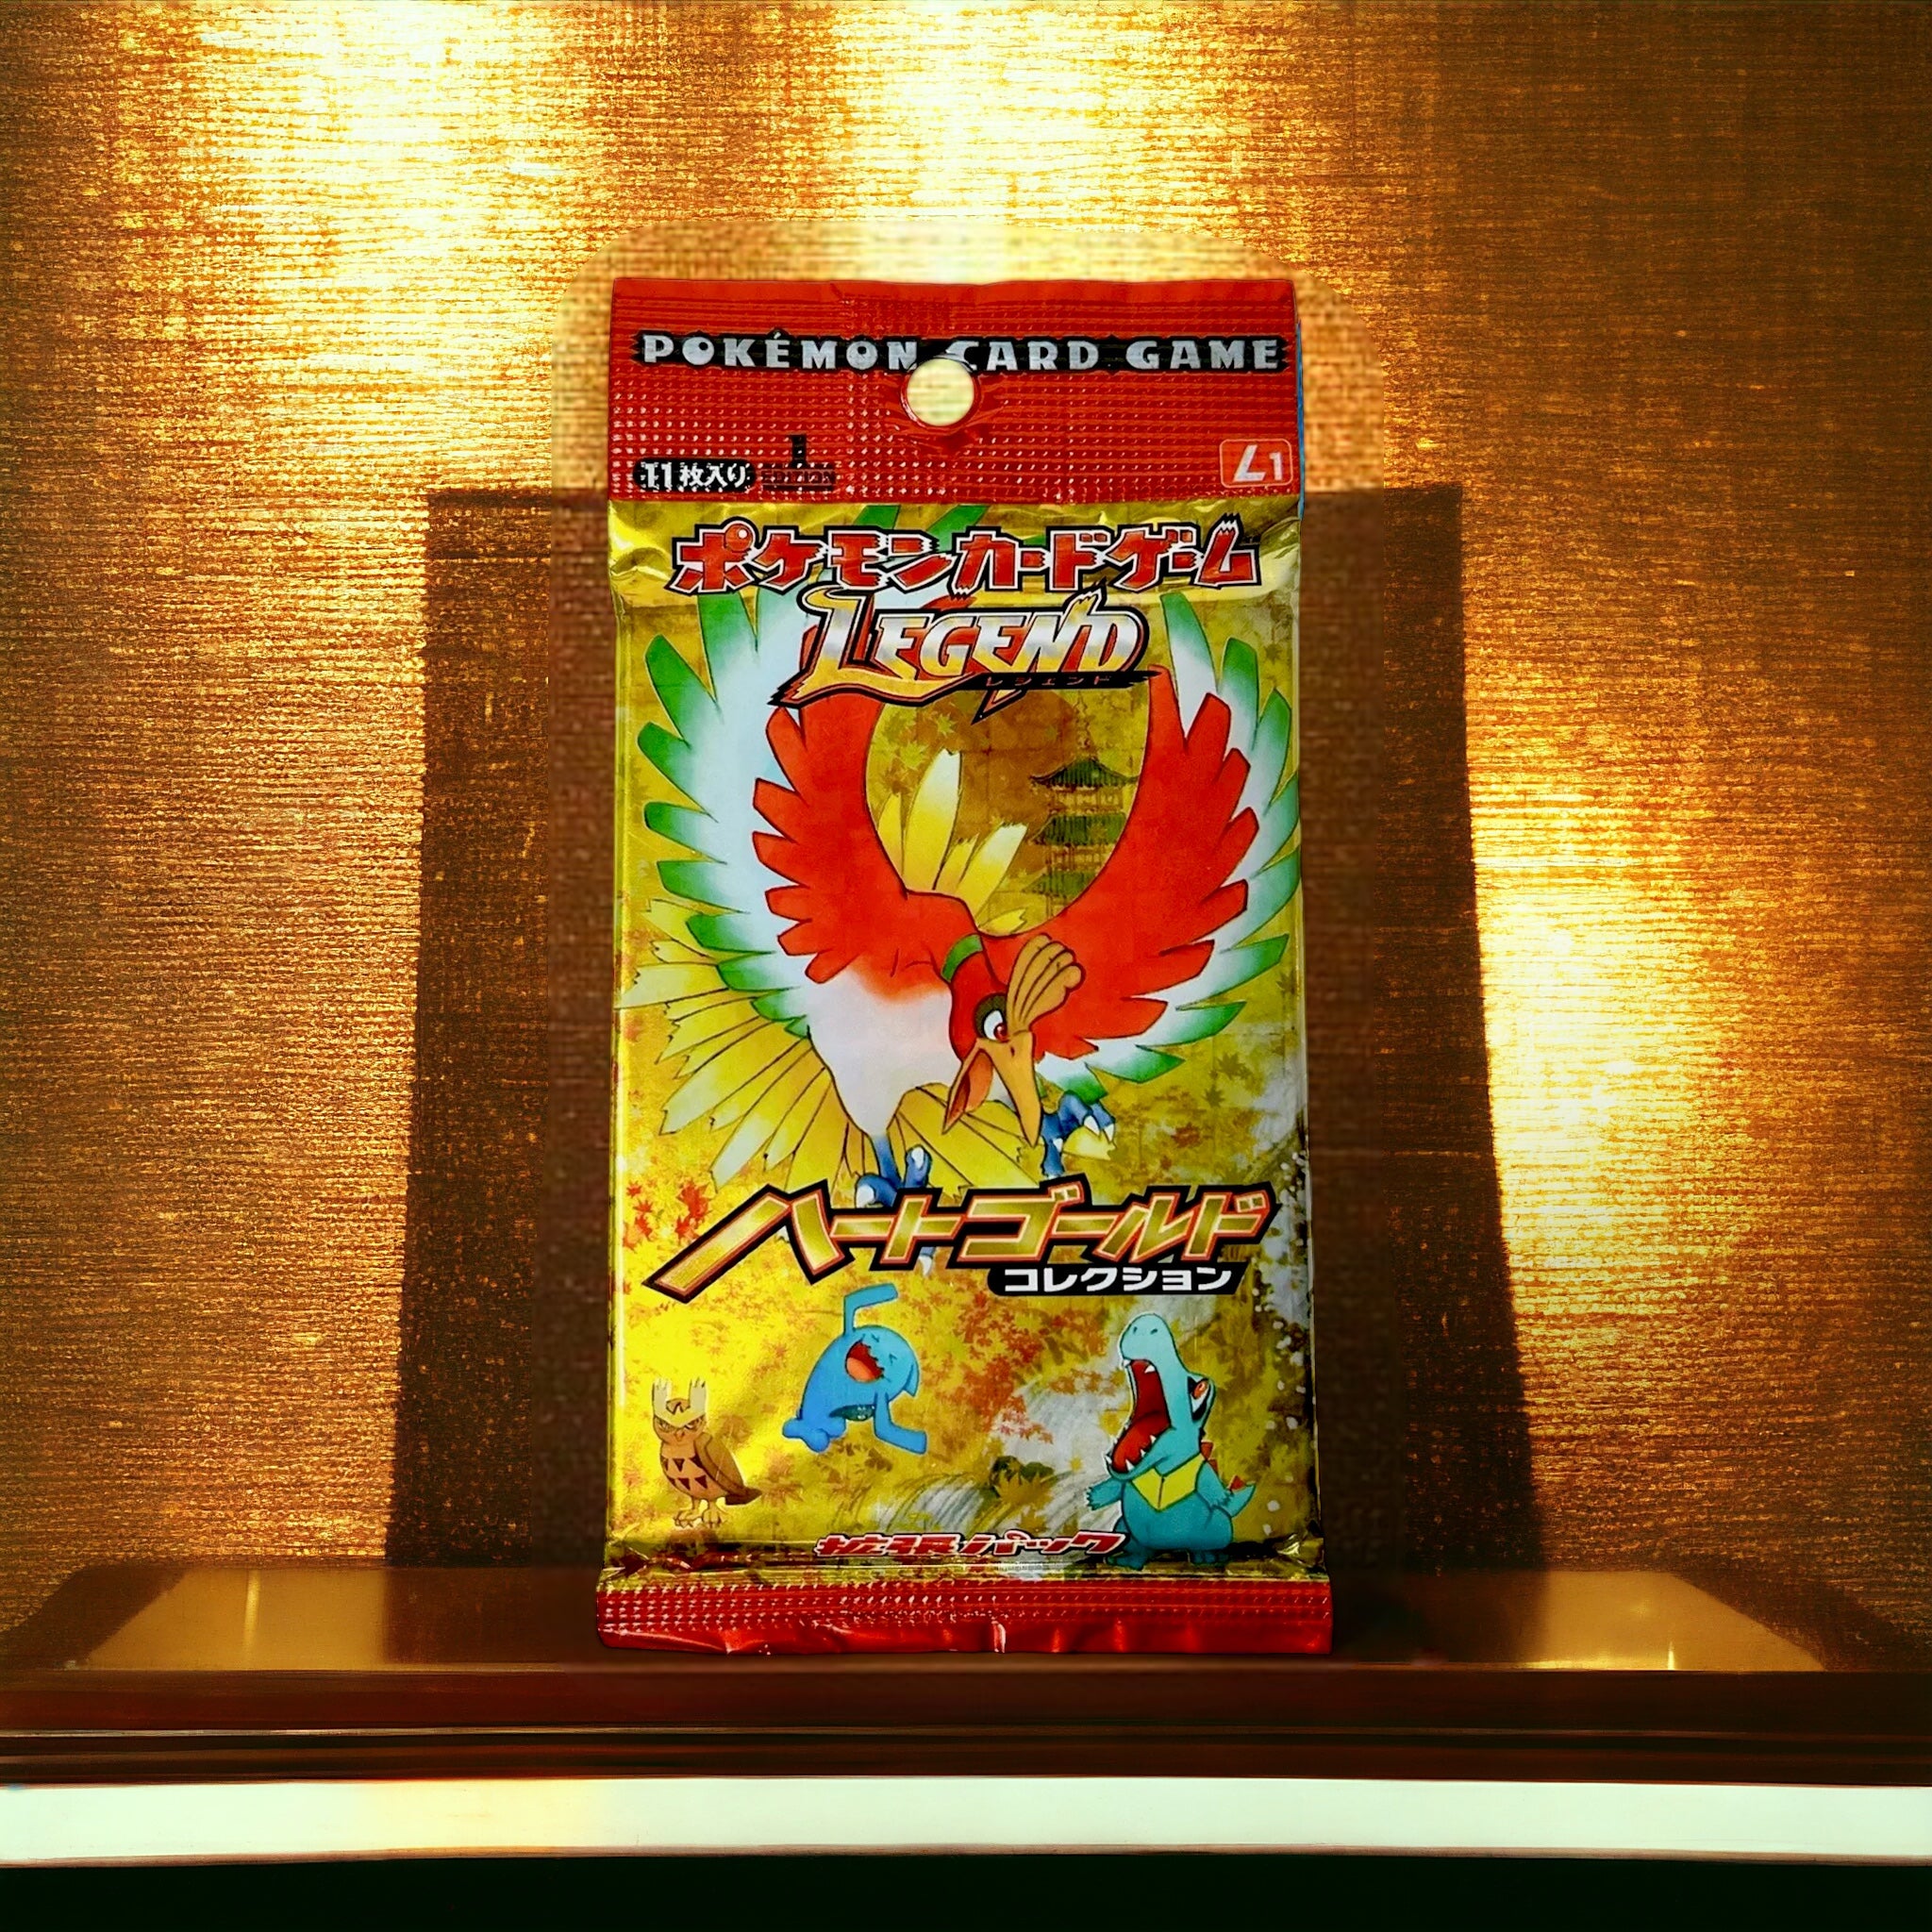 POKÉMON CARD GAME
11枚入り 1 EDITION
L1
ポケモンカードゲーム
LEGEND
レジェンド
ハートゴールド
コレクション
拡張パック